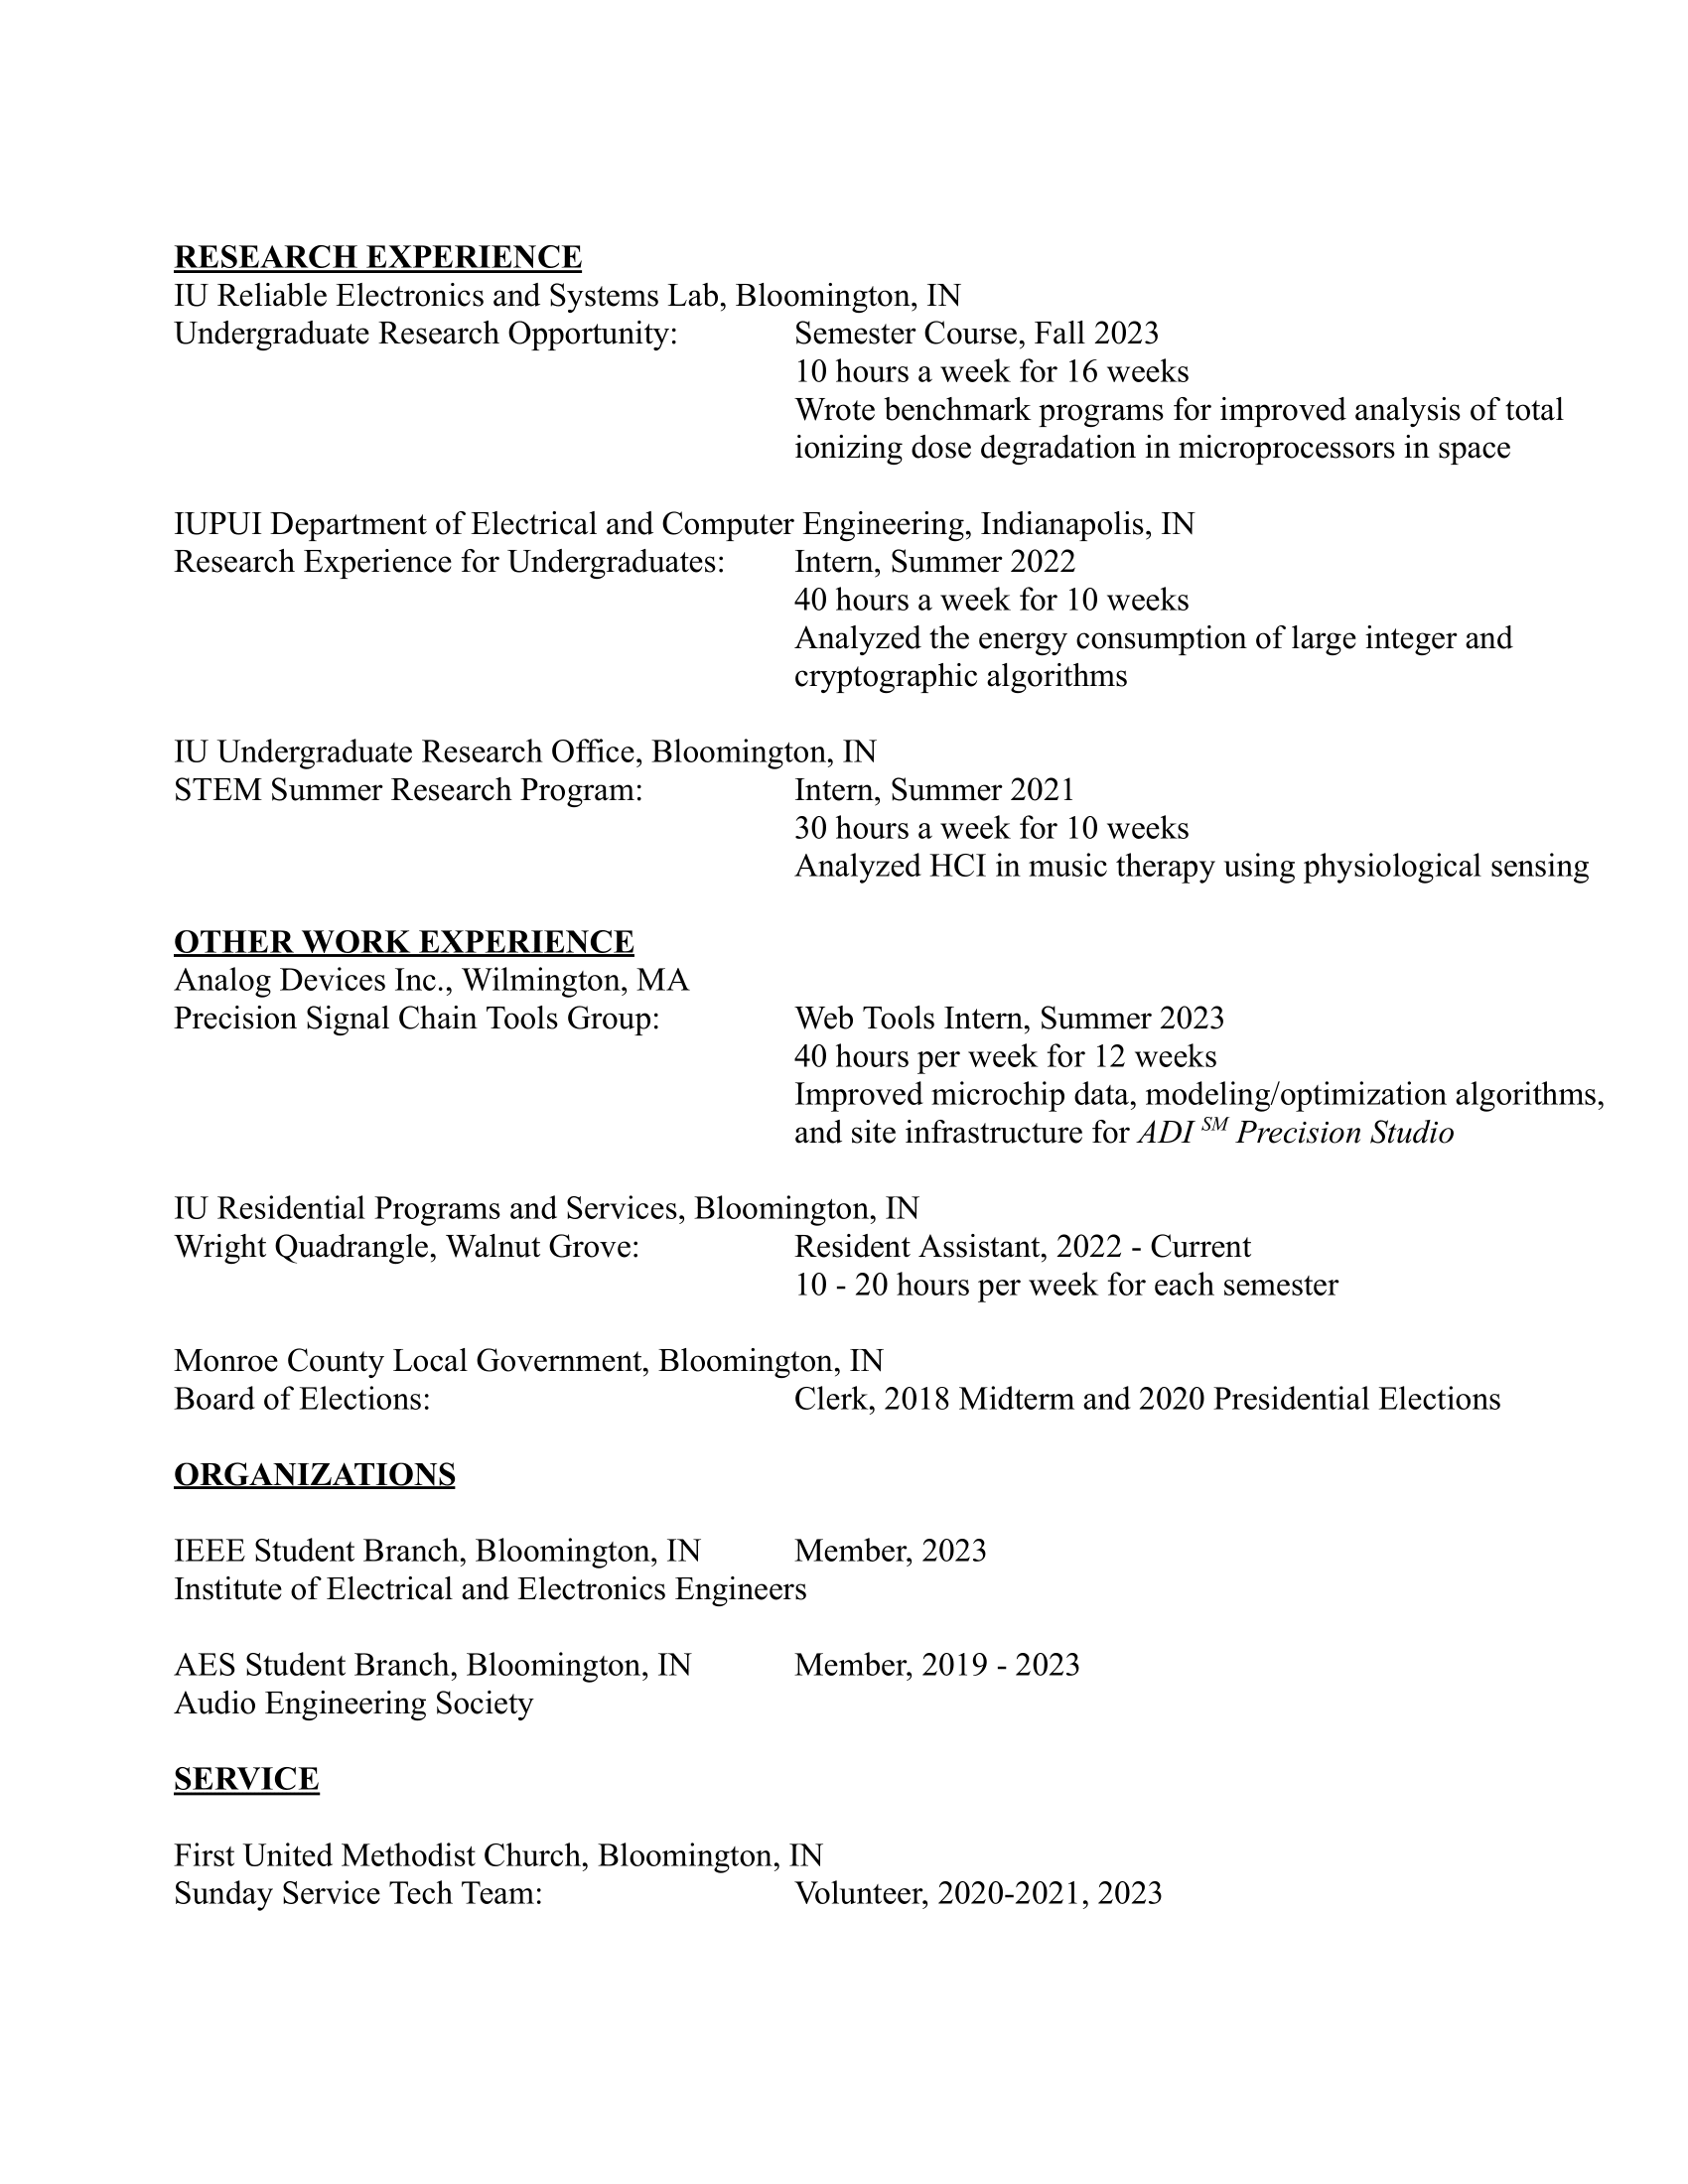 RESEARCH EXPERIENCE
IU Reliable Electronics and Systems Lab, Bloomington, IN
Undergraduate Research Opportunity: Semester Course, Fall 2023
10 hours a week for 16 weeks
Wrote benchmark programs for improved analysis of total
ionizing dose degradation in microprocessors in space
IUPUI Department of Electrical and Computer Engineering, Indianapolis, IN
Research Experience for Undergraduates: Intern, Summer 2022
40 hours a week for 10 weeks
Analyzed the energy consumption of large integer and
cryptographic algorithms
IU Undergraduate Research Office, Bloomington, IN
STEM Summer Research Program: Intern, Summer 2021
30 hours a week for 10 weeks
Analyzed HCI in music therapy using physiological sensing
OTHER WORK EXPERIENCE
Analog Devices Inc., Wilmington, MA
Precision Signal Chain Tools Group: Web Tools Intern, Summer 2023
40 hours per week for 12 weeks
Improved microchip data, modeling/optimization algorithms,
and site infrastructure for ADI SM Precision Studio
IU Residential Programs and Services, Bloomington, IN
Wright Quadrangle, Walnut Grove: Resident Assistant, 2022 - Current
10 - 20 hours per week for each semester
Monroe County Local Government, Bloomington, IN
Board of Elections: Clerk, 2018 Midterm and 2020 Presidential Elections
ORGANIZATIONS
IEEE Student Branch, Bloomington, IN Member, 2023
Institute of Electrical and Electronics Engineers
AES Student Branch, Bloomington, IN Member, 2019 - 2023
Audio Engineering Society
SERVICE
First United Methodist Church, Bloomington, IN
Sunday Service Tech Team: Volunteer, 2020-2021, 2023